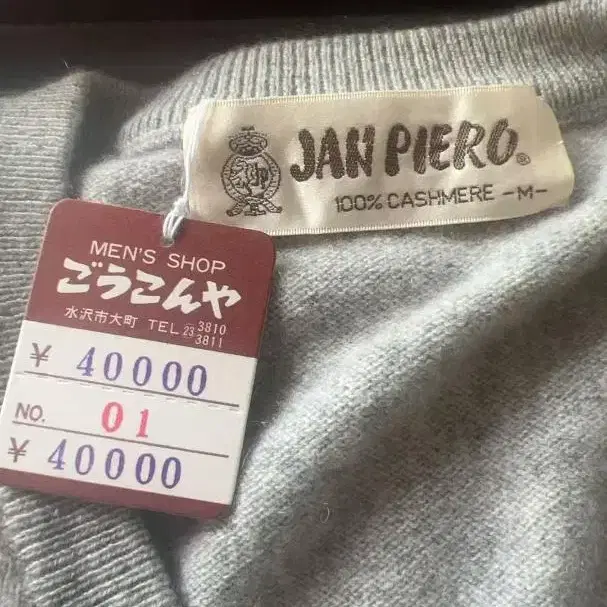 JAN PIERO®
100% CASHMERE -M-
MEN'S SHOP
ごうこんや
水沢市大町 TEL 23 3810
3811
¥ 40000
NO. 01
¥ 40000